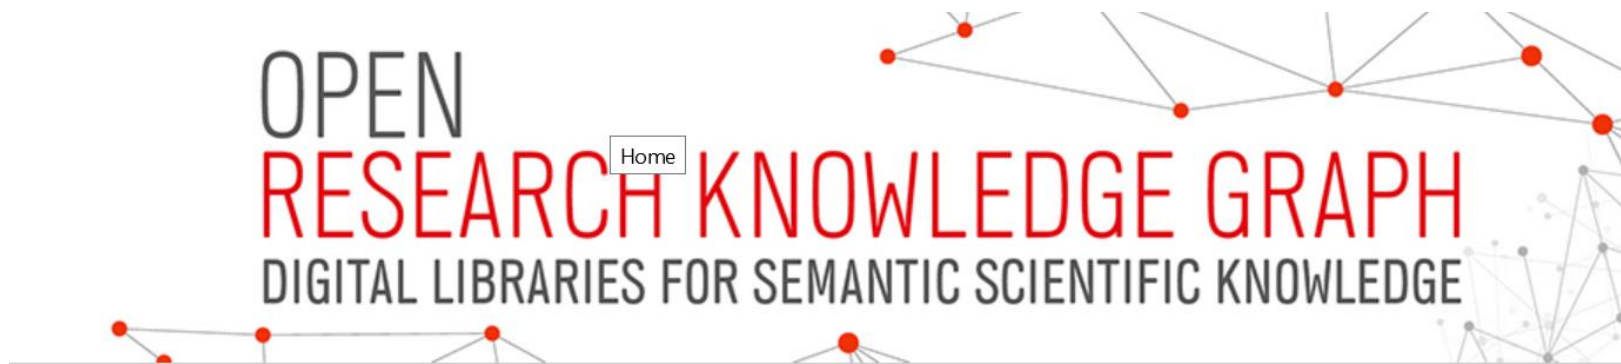 OPEN
Home
RESEARCH KNOWLEDGE GRAPH
DIGITAL LIBRARIES FOR SEMANTIC SCIENTIFIC KNOWLEDGE